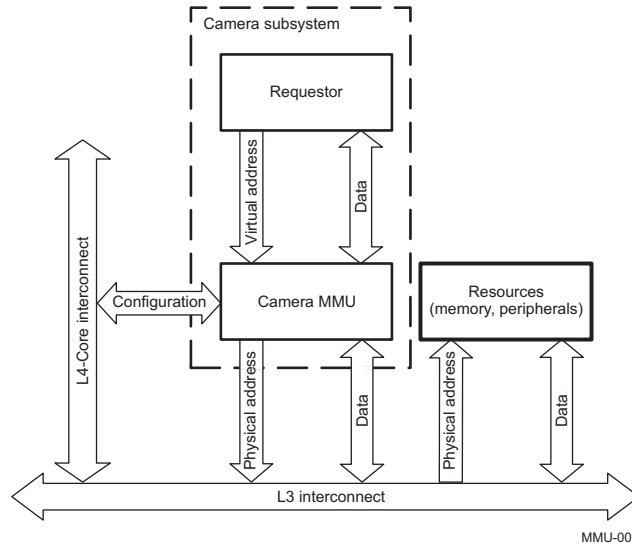 Camera subsystem
Requestor
Virtual address
Data
L4-Core interconnect
Configuration
Camera MMU
Resources
(memory, peripherals)
Physical address
Data
Physical address
Data
L3 interconnect
MMU-00